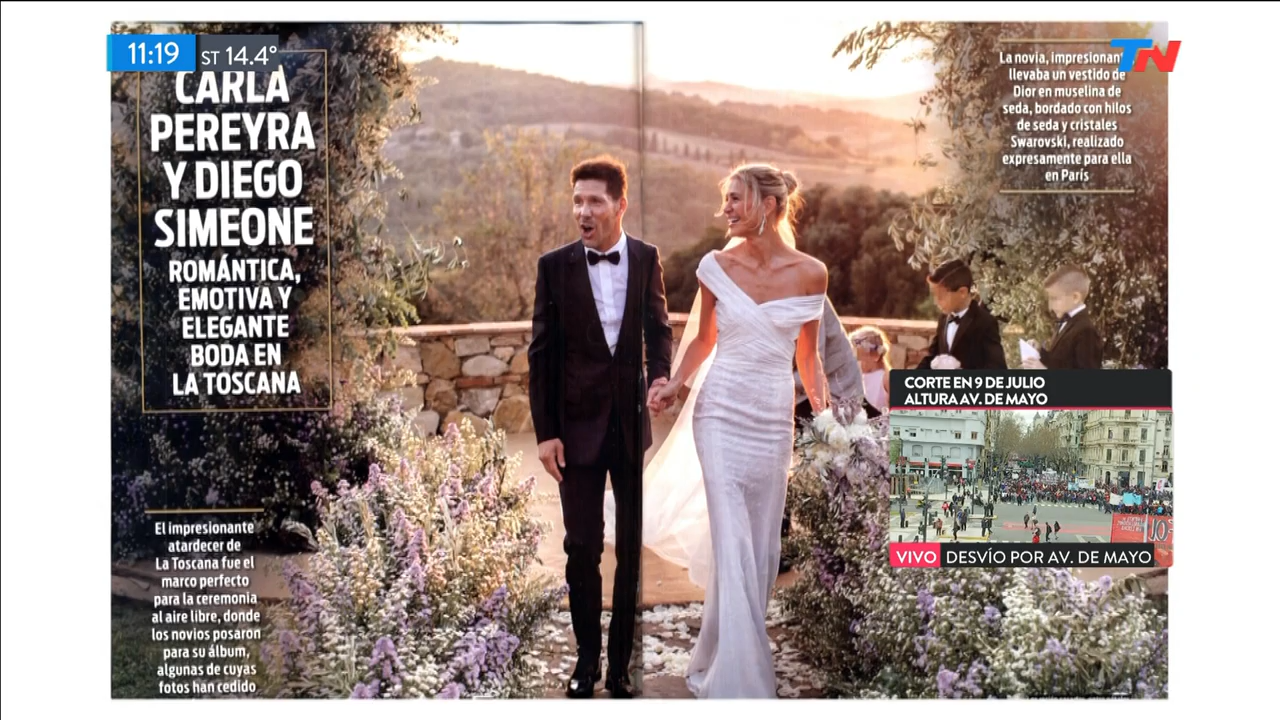 11:19 ST 14.4°
CARLA
PEREYRA
Y DIEGO
SIMEONE
ROMÁNTICA,
EMOTIVA Y
ELEGANTE
BODA EN
LA TOSCANA
El impresionante
atardecer de
La Toscana fue el
marco perfecto
para la ceremonia
al aire libre, donde
los novios posaron
para su álbum,
algunas de cuyas
fotos han cedido
TN
La novia, impresionante
llevaba un vestido de
Dior en muselina de
seda, bordado con hilos
de seda y cristales
Swarovski, realizado
expresamente para ella
en París
CORTE EN 9 DE JULIO
ALTURA AV. DE MAYO
VIVO DESVÍO POR AV. DE MAYO